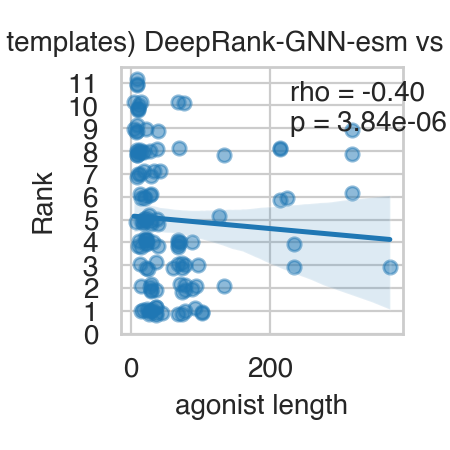 templates) DeepRank-GNN-esm vs
11
10
9
8
7
6
5
4
3
2
1
0
Rank
rho = -0.40
p = 3.84e-06
0 200
agonist length